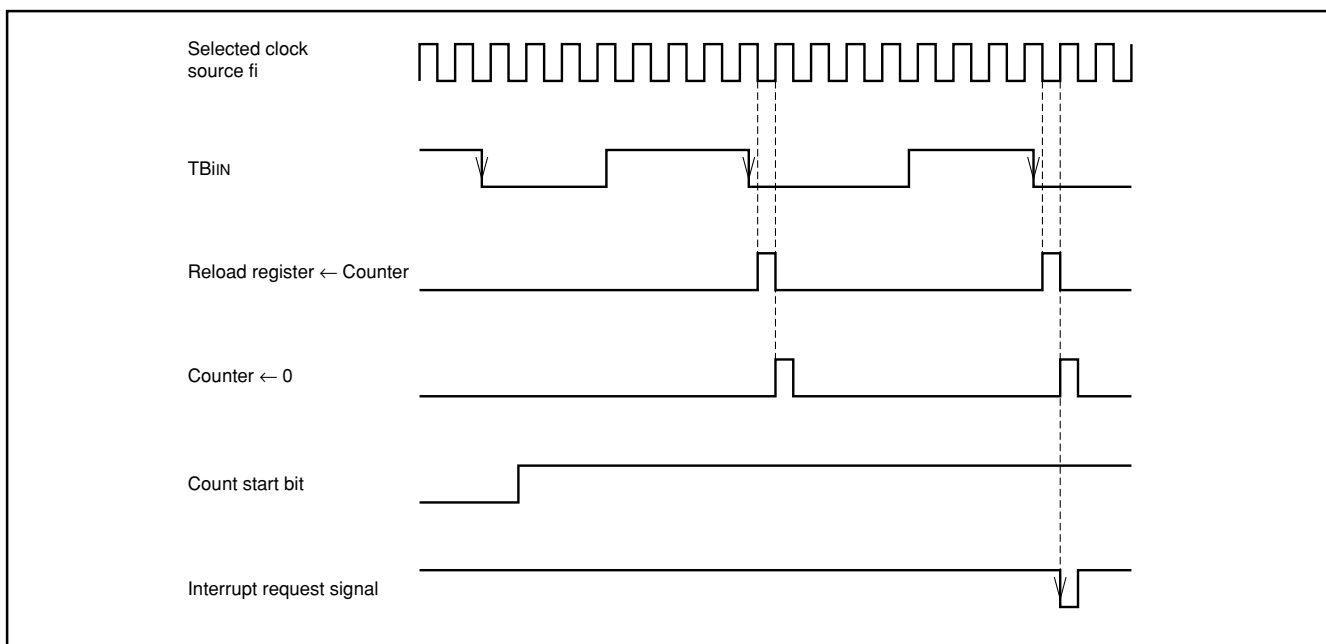 Selected clock
source fi
TBiIN
Reload register ← Counter
Counter ← 0
Count start bit
Interrupt request signal